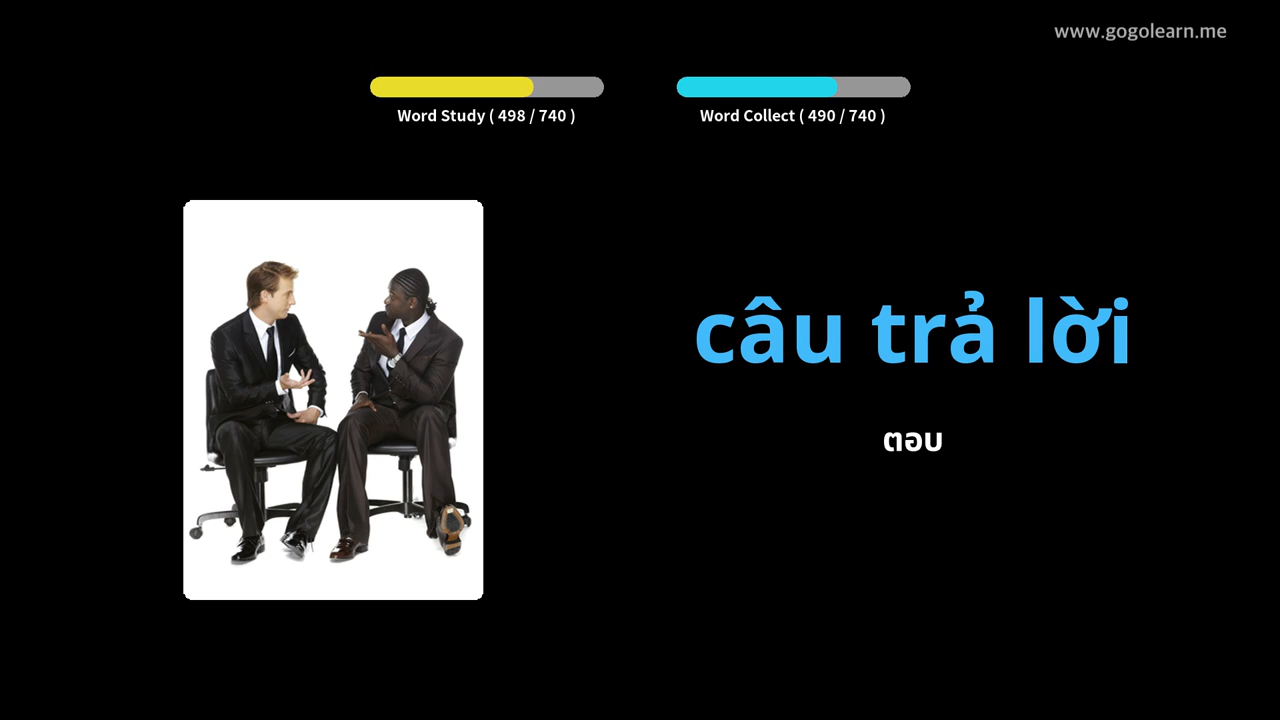 www.gogolearn.me
Word Study ( 498 / 740 )
Word Collect ( 490 / 740 )
câu trả lời
ตอบ